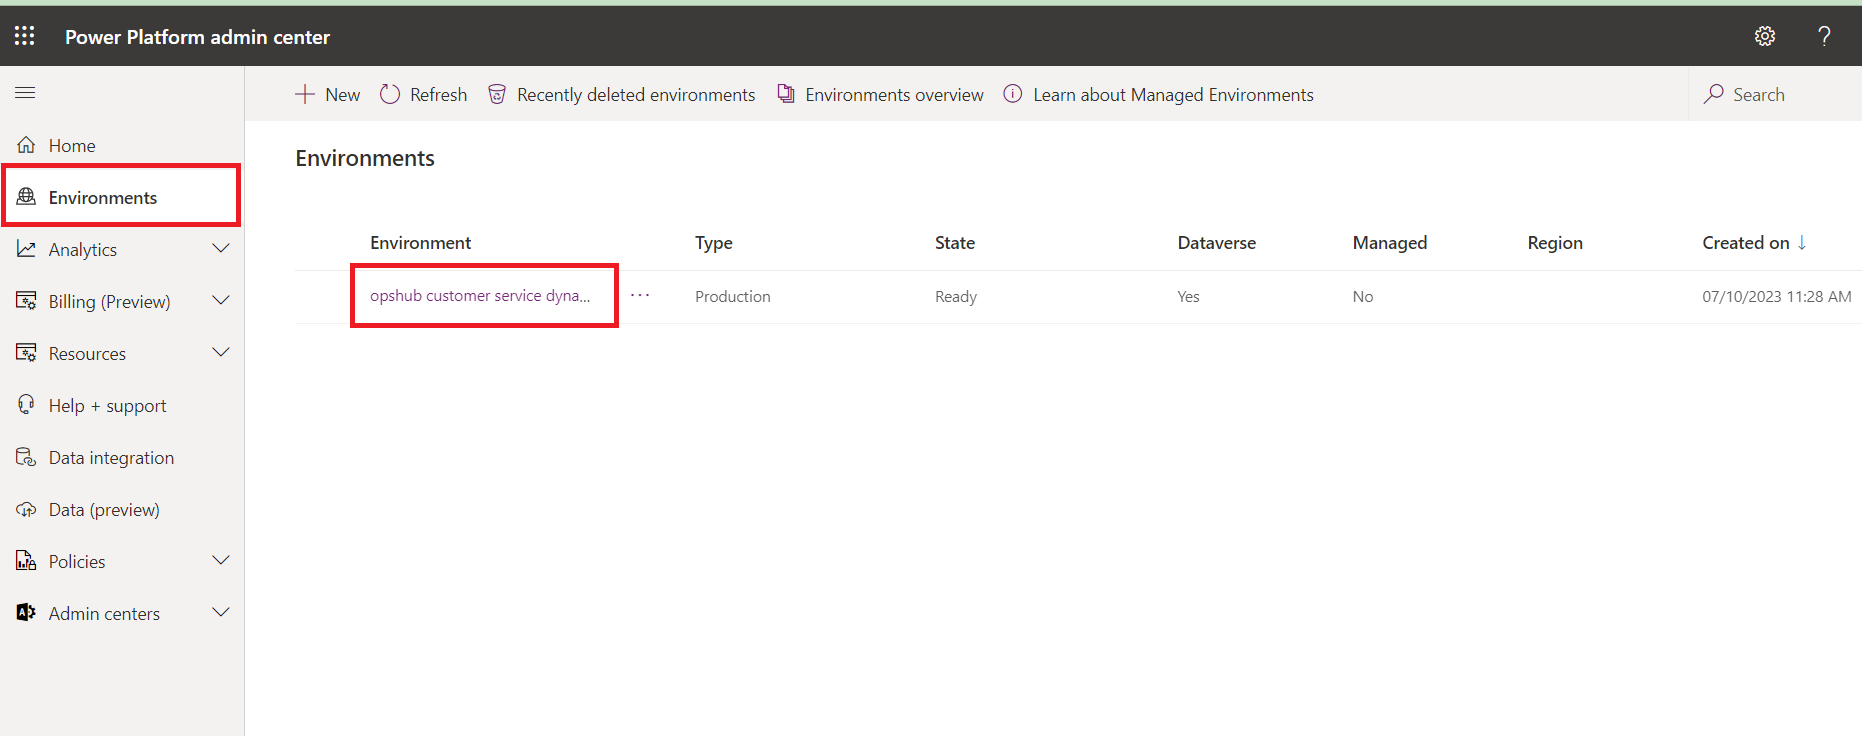 Power Platform admin center
?
New Refresh Recently deleted environments Environments overview Learn about Managed Environments Search
Home
Environments
Analytics
Billing (Preview)
Resources
Help + support
Data integration
Data (preview)
Policies
Admin centers
Environments
Environment Type State Dataverse Managed Region Created on ↓
opshub customer service dyna... ... Production Ready Yes No 07/10/2023 11:28 AM